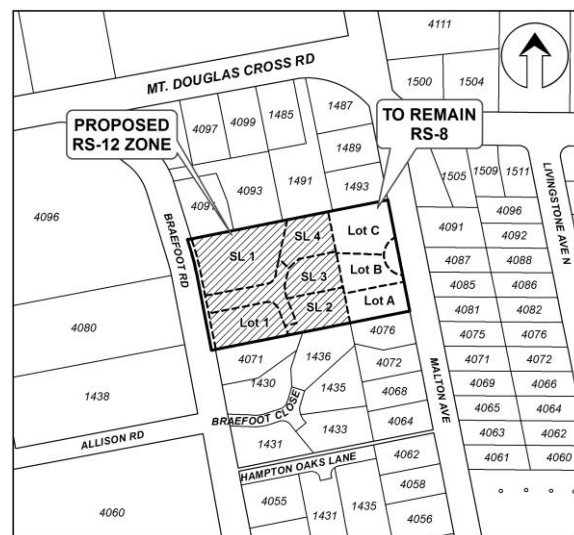 4111
MT. DOUGLAS CROSS RD
1500
1504
PROPOSED
RS-12 ZONE
TO REMAIN
RS-8
4097
4099
1485
1487
1489
4093
1491
1493
1505
1509
1511
LIVINGSTONE AVE N
4096
BRAEFOOT RD
SL 1
SL 4
Lot C
SL 3
Lot B
Lot 1
SL 2
Lot A
4091
4096
4092
4087
4088
4085
4086
4081
4082
4075
4076
4071
4072
4069
4066
4065
4064
4063
4062
4061
4060
MALTON AVE
4080
4071
1436
4076
4072
1430
1435
4068
1438
BRAEFOOT CLOSE
4064
1431
1433
ALLISON RD
HAMPTON OAKS LANE
4062
4058
4055
1431
1435
4056
4060